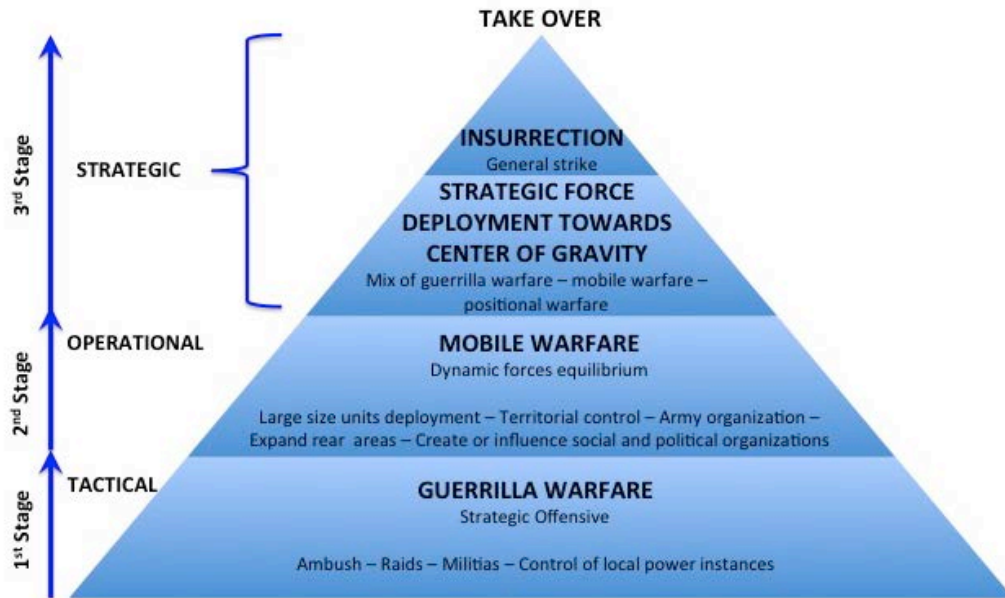 TAKE OVER
3rd Stage
STRATEGIC
INSURRECTION
General strike
STRATEGIC FORCE
DEPLOYMENT TOWARDS
CENTER OF GRAVITY
Mix of guerrilla warfare – mobile warfare –
positional warfare
2nd Stage
OPERATIONAL
MOBILE WARFARE
Dynamic forces equilibrium
Large size units deployment – Territorial control – Army organization –
Expand rear areas – Create or influence social and political organizations
1st Stage
TACTICAL
GUERRILLA WARFARE
Strategic Offensive
Ambush – Raids – Militias – Control of local power instances